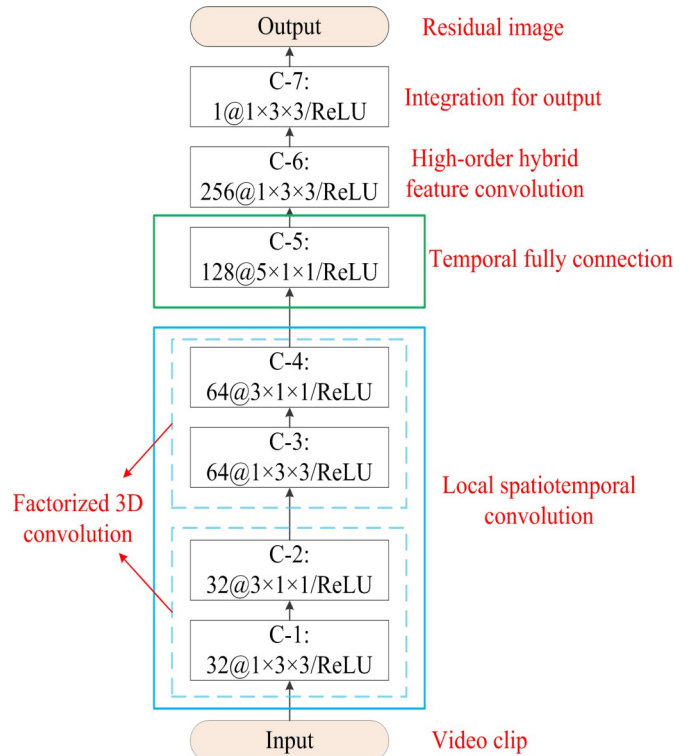 Output
Residual image
C-7:
1@1×3×3/ReLU
Integration for output
C-6:
256@1×3×3/ReLU
High-order hybrid
feature convolution
C-5:
128@5×1×1/ReLU
Temporal fully connection
C-4:
64@3×1×1/ReLU
C-3:
64@1×3×3/ReLU
Local spatiotemporal
convolution
Factorized 3D
convolution
C-2:
32@3×1×1/ReLU
C-1:
32@1×3×3/ReLU
Input
Video clip